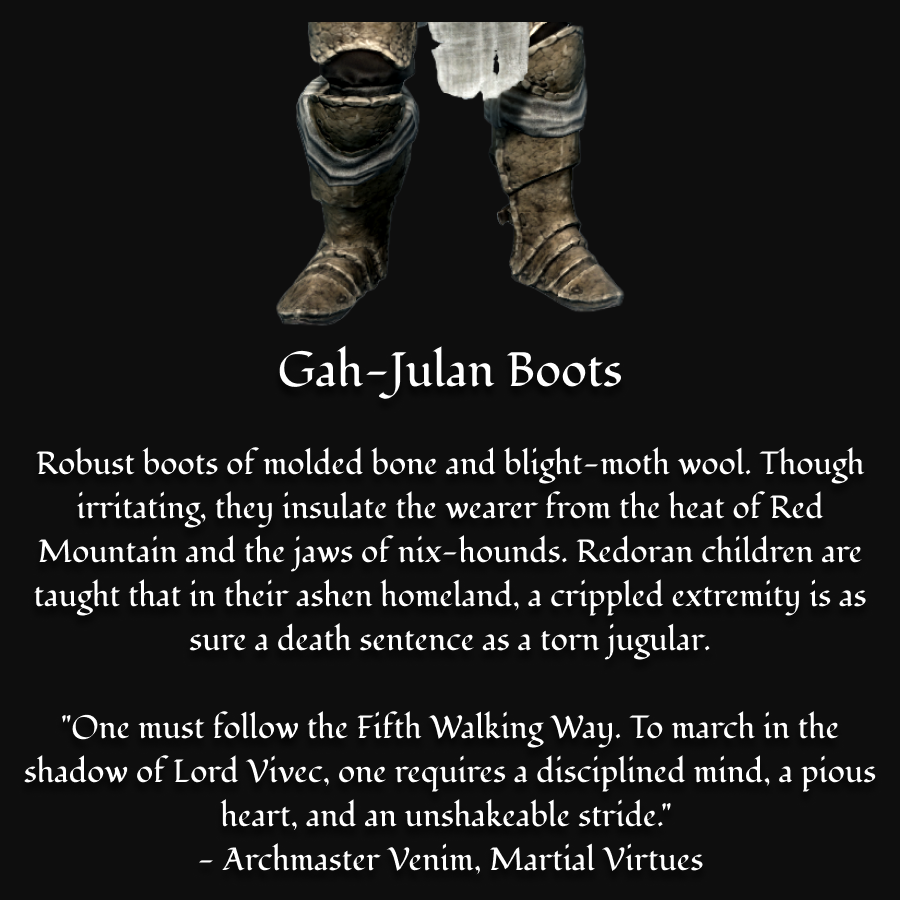 Gah-Julan Boots
Robust boots of molded bone and blight-moth wool. Though
irritating, they insulate the wearer from the heat of Red
Mountain and the jaws of nix-hounds. Redoran children are
taught that in their ashen homeland, a crippled extremity is as
sure a death sentence as a torn jugular.
"One must follow the Fifth Walking Way. To march in the
shadow of Lord Vivec, one requires a disciplined mind, a pious
heart, and an unshakeable stride."
- Archmaster Venim, Martial Virtues